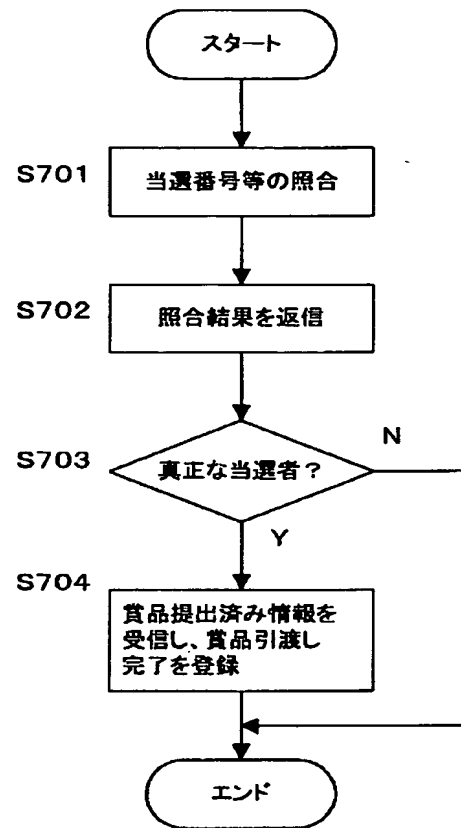 スタート
S701
当選番号等の照合
S702
照合結果を返信
S703
真正な当選者？
N
Y
S704
賞品提出済み情報を
受信し、賞品引渡し
完了を登録
エンド